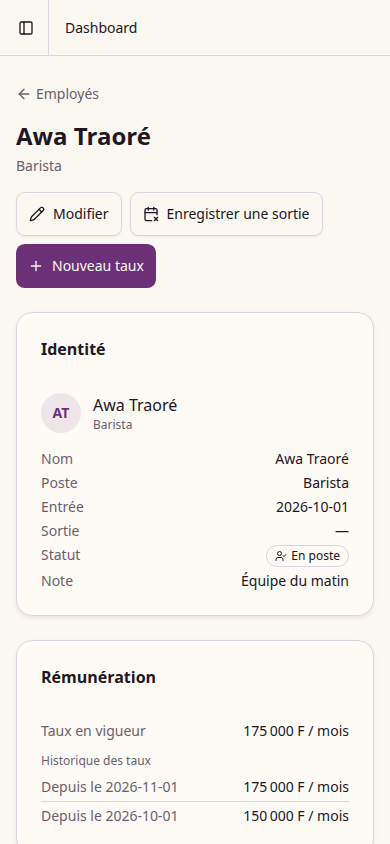 Dashboard
Employés
Awa Traoré
Barista
Modifier
Enregistrer une sortie
Nouveau taux
Identité
AT
Awa Traoré
Barista
Nom Awa Traoré
Poste Barista
Entrée 2026-10-01
Sortie —
Statut En poste
Note Équipe du matin
Rémunération
Taux en vigueur 175 000 F / mois
Historique des taux
Depuis le 2026-11-01 175 000 F / mois
Depuis le 2026-10-01 150 000 F / mois